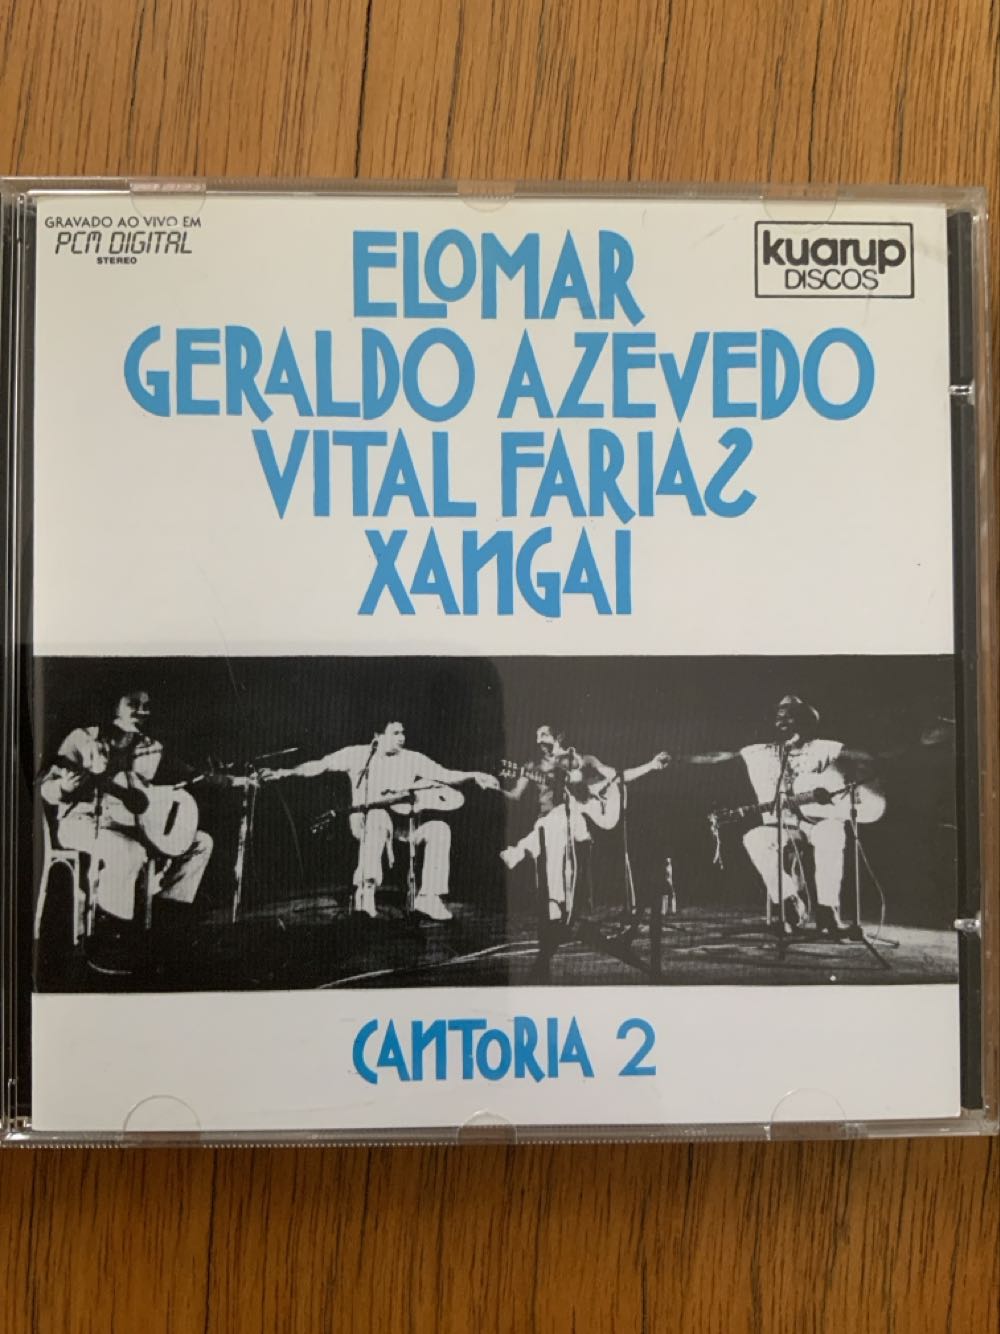 GRAVADO AO VIVO EM
PCM DIGITAL
STEREO
kuarup
DISCOS
ELOMAR
GERALDO AZEVEDO
VITAL FARIAS
XANGAI
CANTORIA 2